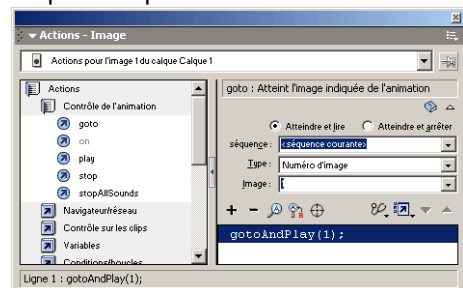 Actions - Image
Actions pour l'image 1 du calque Calque 1
Actions
Contrôle de l'animation
goto
on
play
stop
stopAllSounds
Navigateur/réseau
Contrôle sur les clips
Variables
Conditions/boucles
goto : Atteint l'image indiquée de l'animation
Atteindre et lire
Atteindre et arrêter
séquence :
<séquence courante>
Type :
Numéro d'image
Image :
gotoAndPlay(1);
Ligne 1 : gotoAndPlay(1);